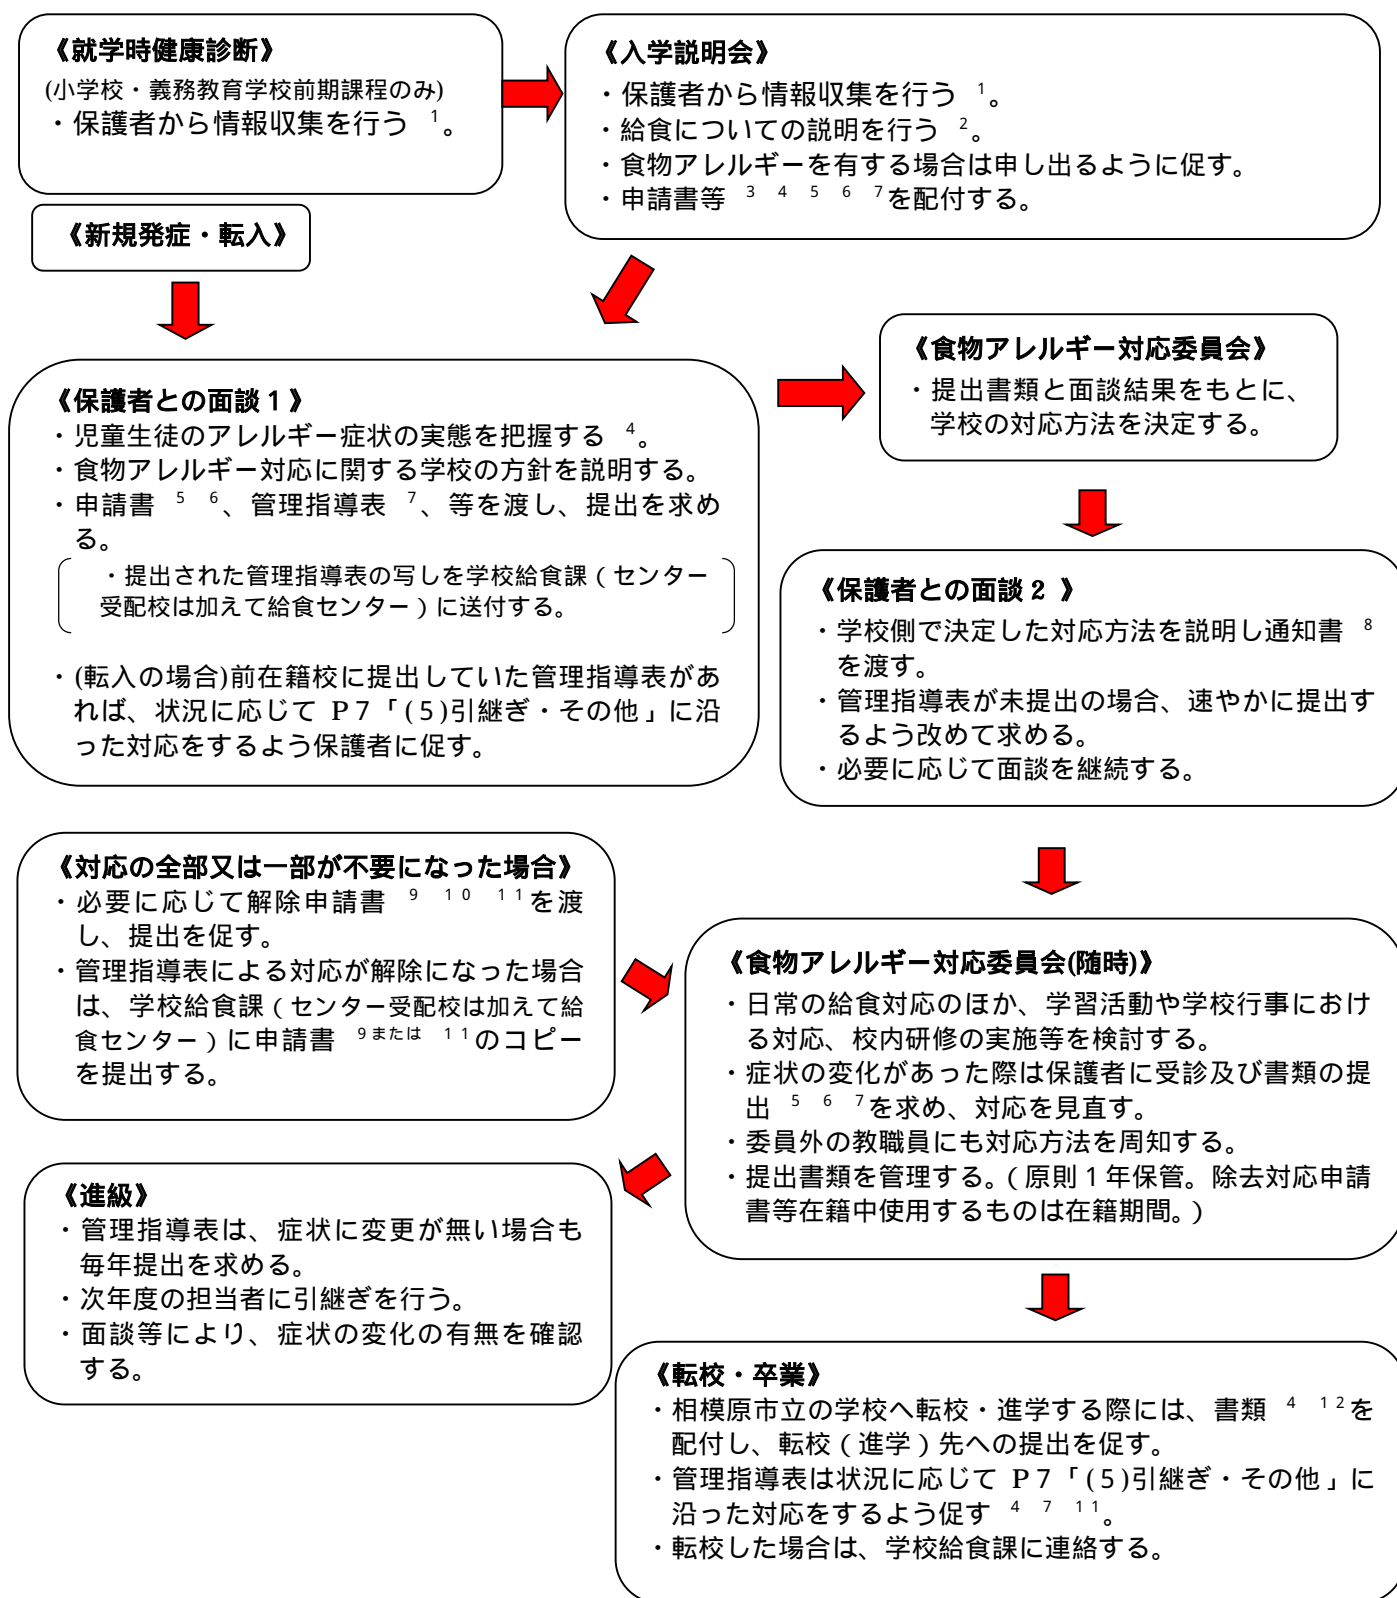 《就学時健康診断》
(小学校・義務教育学校前期課程のみ)
・保護者から情報収集を行う 1。
《入学説明会》
・保護者から情報収集を行う 1。
・給食についての説明を行う 2。
・食物アレルギーを有する場合は申し出るように促す。
・申請書等 3 4 5 6 7を配付する。
《新規発症・転入》
《保護者との面談1》
・児童生徒のアレルギー症状の実態を把握する 4。
・食物アレルギー対応に関する学校の方針を説明する。
・申請書 5 6、管理指導表 7、等を渡し、提出を求め
る。
・提出された管理指導表の写しを学校給食課(センター
受配校は加えて給食センター)に送付する。
・(転入の場合)前在籍校に提出していた管理指導表があ
れば、状況に応じて P7「(5)引継ぎ・その他」に沿
った対応をするよう保護者に促す。
《食物アレルギー対応委員会》
・提出書類と面談結果をもとに、
学校の対応方法を決定する。
《保護者との面談2 》
・学校側で決定した対応方法を説明し通知書 8
を渡す。
・管理指導表が未提出の場合、速やかに提出す
るよう改めて求める。
・必要に応じて面談を継続する。
《対応の全部又は一部が不要になった場合》
・必要に応じて解除申請書 9 10 11を渡
し、提出を促す。
・管理指導表による対応が解除になった場合
は、学校給食課(センター受配校は加えて給
食センター)に申請書 9または 11のコピー
を提出する。
《食物アレルギー対応委員会(随時)》
・日常の給食対応のほか、学習活動や学校行事におけ
る対応、校内研修の実施等を検討する。
・症状の変化があった際は保護者に受診及び書類の提
出 5 6 7を求め、対応を見直す。
・委員外の教職員にも対応方法を周知する。
・提出書類を管理する。(原則1年保管。除去対応申請
書等在籍中使用するものは在籍期間。)
《進級》
・管理指導表は、症状に変更が無い場合も
毎年提出を求める。
・次年度の担当者に引継ぎを行う。
・面談等により、症状の変化の有無を確認
する。
《転校・卒業》
・相模原市立の学校へ転校・進学する際には、書類 4 12を
配付し、転校(進学)先への提出を促す。
・管理指導表は状況に応じて P7「(5)引継ぎ・その他」に
沿った対応をするよう促す 4 7 11。
・転校した場合は、学校給食課に連絡する。